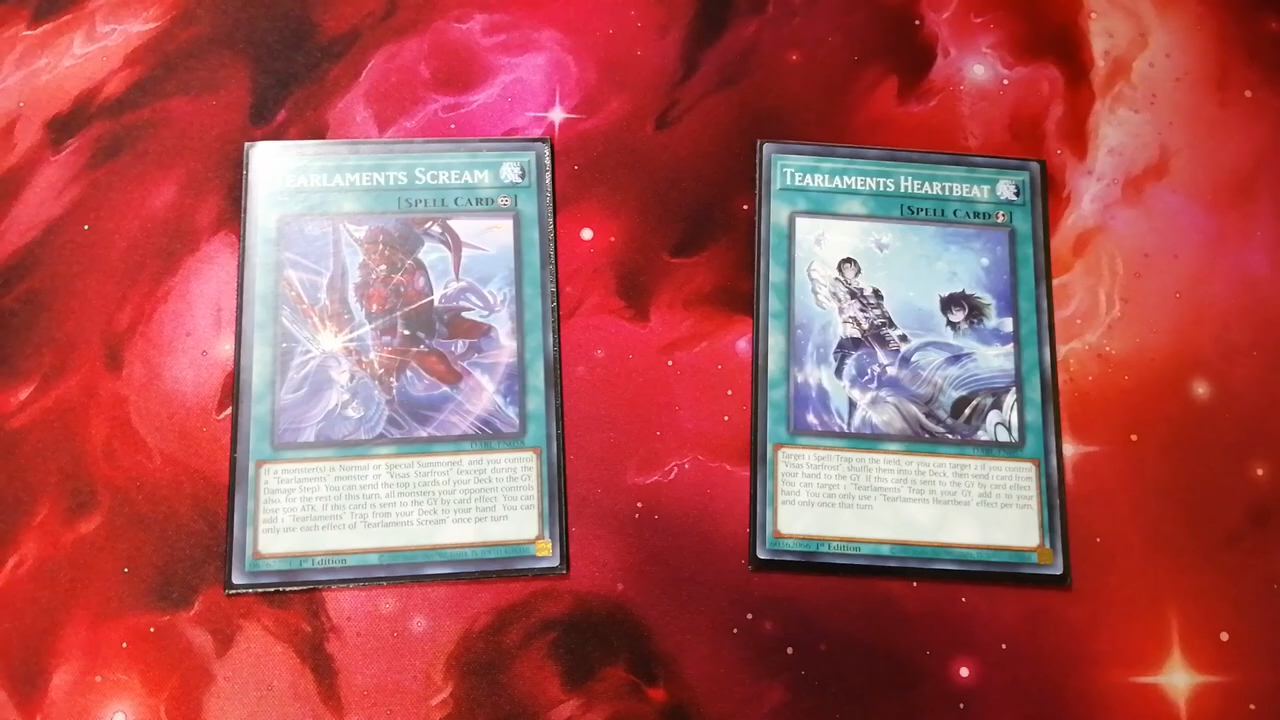 TEARLAMENTS SCREAM
[SPELL CARD]
If a monster(s) is Normal or Special Summoned, and you control
a "Tearlaments" monster or "Visas Starfrost" (except during the
Damage Step): You can send the top 3 cards of your Deck to the GY,
also, for the rest of this turn, all monsters your opponent controls
lose 500 ATK. If this card is sent to the GY by card effect: You can
add 1 "Tearlaments" Trap from your Deck to your hand. You can
only use each effect of "Tearlaments Scream" once per turn.
1st Edition
TEARLAMENTS HEARTBEAT
[SPELL CARD]
Target 1 Spell/Trap on the field, or you can target 2 if you control
"Visas Starfrost"; shuffle them into the Deck, then send 1 card from
your hand to the GY. If this card is sent to the GY by card effect:
You can target 1 "Tearlaments" Trap in your GY; add it to your
hand. You can only use 1 "Tearlaments Heartbeat" effect per turn,
and only once that turn.
60362066 1st Edition